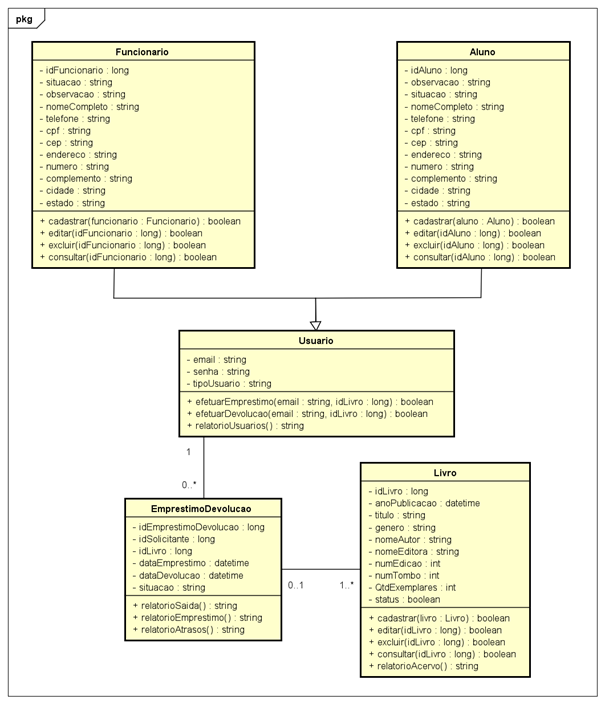 pkg
Funcionario
- idFuncionario : long
- situacao : string
- observacao : string
- nomeCompleto : string
- telefone : string
- cpf : string
- cep : string
- endereco : string
- numero : string
- complemento : string
- cidade : string
- estado : string
+ cadastrar(funcionario : Funcionario) : boolean
+ editar(idFuncionario : long) : boolean
+ excluir(idFuncionario : long) : boolean
+ consultar(idFuncionario : long) : boolean
Aluno
- idAluno : long
- observacao : string
- situacao : string
- nomeCompleto : string
- telefone : string
- cpf : string
- cep : string
- endereco : string
- numero : string
- complemento : string
- cidade : string
- estado : string
+ cadastrar(aluno : Aluno) : boolean
+ editar(idAluno : long) : boolean
+ excluir(idAluno : long) : boolean
+ consultar(idAluno : long) : boolean
Usuario
- email : string
- senha : string
- tipoUsuario : string
+ efetuarEmprestimo(email : string, idLivro : long) : boolean
+ efetuarDevolucao(email : string, idLivro : long) : boolean
+ relatorioUsuarios() : string
1
0..*
EmprestimoDevolucao
- idEmprestimoDevolucao : long
- idSolicitante : long
- idLivro : long
- dataEmprestimo : datetime
- dataDevolucao : datetime
- situacao : string
+ relatorioSaida() : string
+ relatorioEmprestimo() : string
+ relatorioAtrasos() : string
0..1
1..*
Livro
- idLivro : long
- anoPublicacao : datetime
- titulo : string
- genero : string
- nomeAutor : string
- nomeEditora : string
- numEdicao : int
- numTombo : int
- QtdExemplares : int
- status : boolean
+ cadastrar(livro : Livro) : boolean
+ editar(idLivro : long) : boolean
+ excluir(idLivro : long) : boolean
+ consultar(idLivro : long) : boolean
+ relatorioAcervo() : string